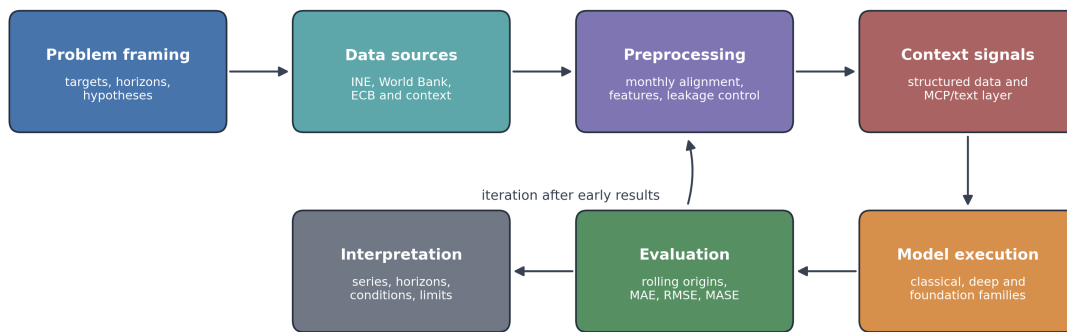 Problem framing
targets, horizons,
hypotheses
Data sources
INE, World Bank,
ECB and context
Preprocessing
monthly alignment,
features, leakage control
Context signals
structured data and
MCP/text layer
iteration after early results
Interpretation
series, horizons,
conditions, limits
Evaluation
rolling origins,
MAE, RMSE, MASE
Model execution
classical, deep and
foundation families